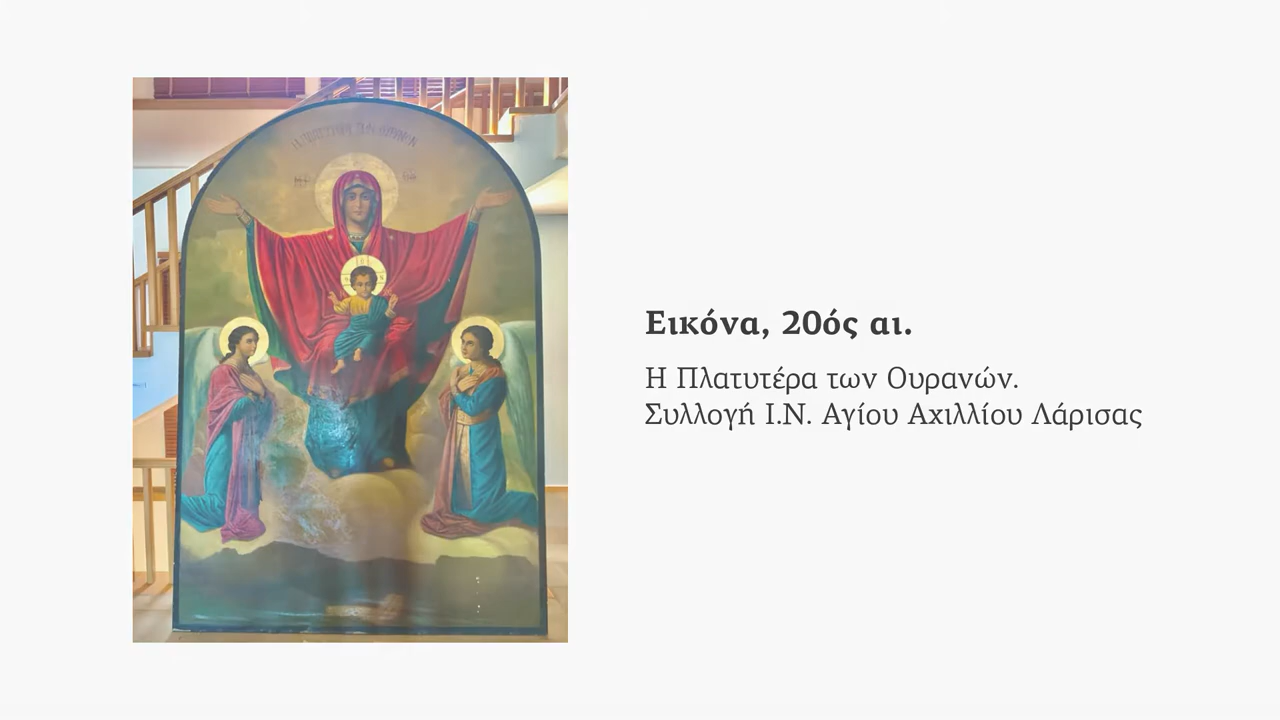 Εικόνα, 20ός αι.
Η Πλατυτέρα των Ουρανών.
Συλλογή Ι.Ν. Αγίου Αχιλλίου Λάρισας